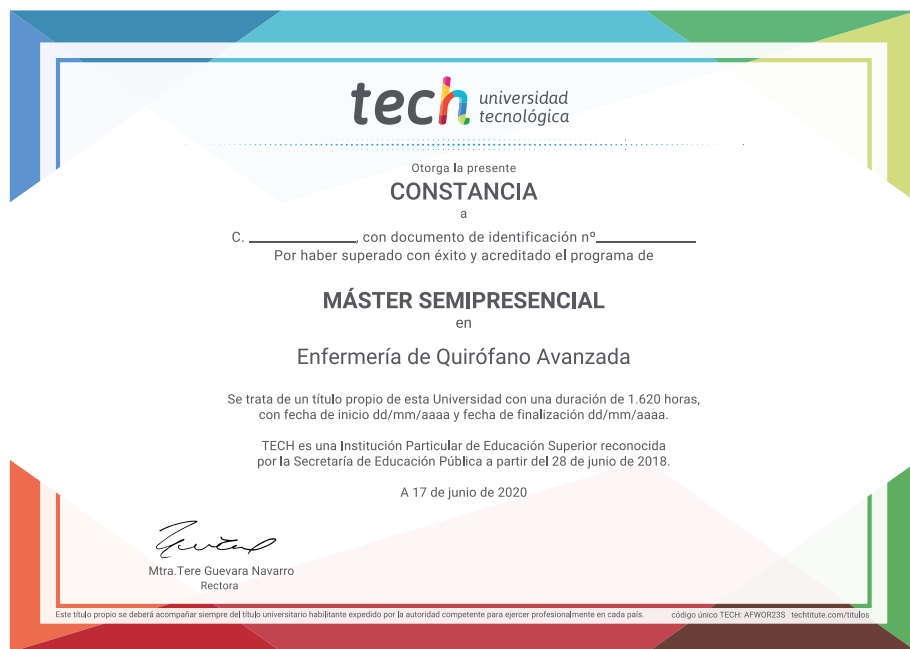 tech universidad
tecnológica
Otorga la presente
CONSTANCIA
a
C. ____________, con documento de identificación nº____________
Por haber superado con éxito y acreditado el programa de
MÁSTER SEMIPRESENCIAL
en
Enfermería de Quirófano Avanzada
Se trata de un título propio de esta Universidad con una duración de 1.620 horas,
con fecha de inicio dd/mm/aaaa y fecha de finalización dd/mm/aaaa.
TECH es una Institución Particular de Educación Superior reconocida
por la Secretaría de Educación Pública a partir del 28 de junio de 2018.
A 17 de junio de 2020
Mtra.Tere Guevara Navarro
Rectora
Este título propio se deberá acompañar siempre del título universitario habilitante expedido por la autoridad competente para ejercer profesionalmente en cada país. código único TECH: AFWOR23S techtitute.com/titulos